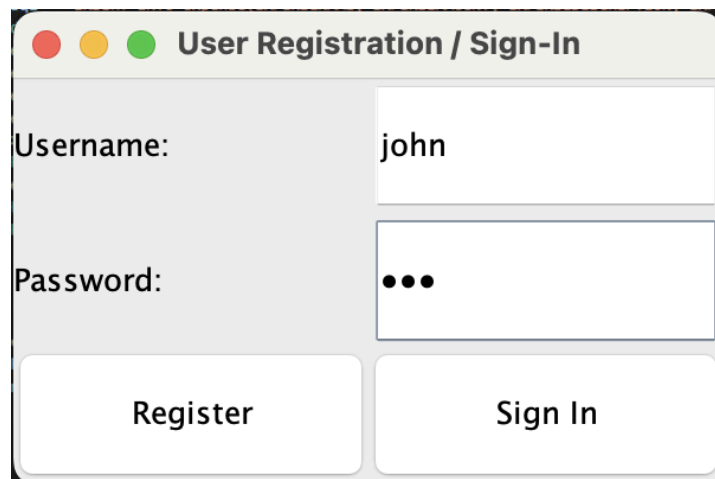 User Registration / Sign-In
Username: john
Password: •••
Register Sign In